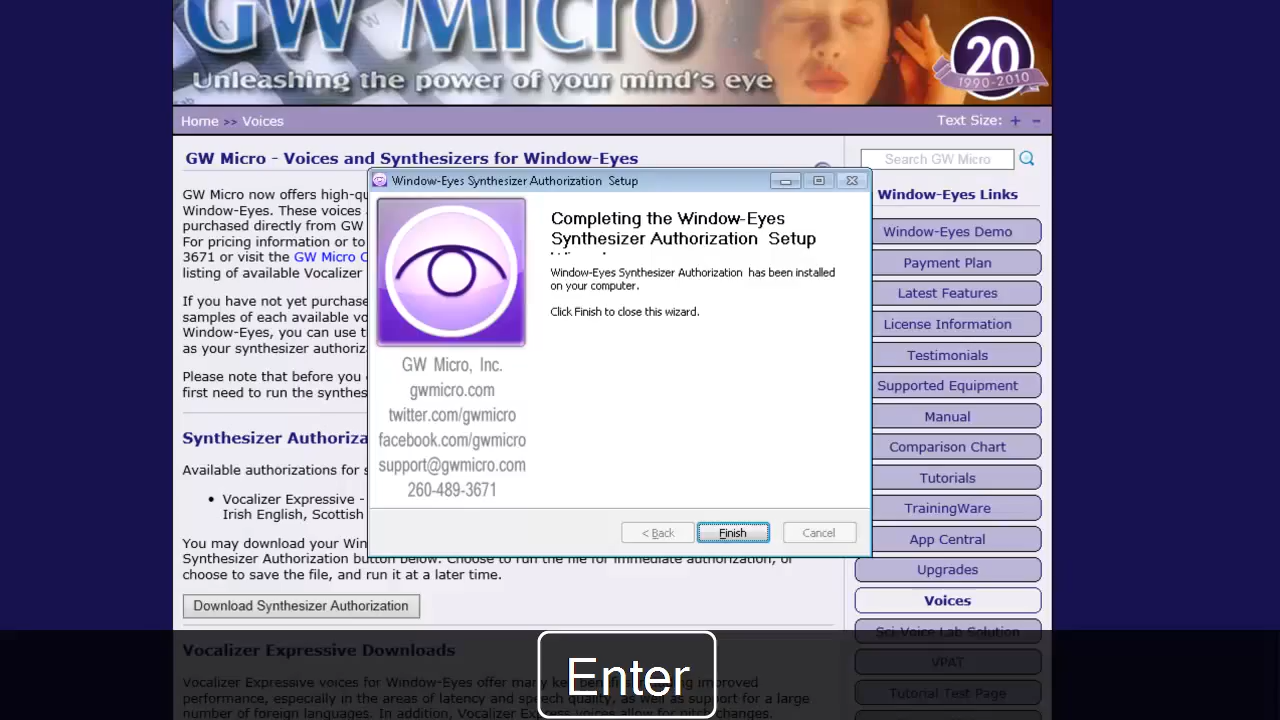 GW Micro
Unleashing the power of your mind's eye
20
1990-2010
Home >> Voices
Text Size: + -
GW Micro - Voices and Synthesizers for Window-Eyes
Search GW Micro
GW Micro now offers high-qu
Window-Eyes. These voices
purchased directly from GW
For pricing information or to
3671 or visit the GW Micro
listing of available Vocalizer
If you have not yet purchase
samples of each available vo
Window-Eyes, you can use t
as your synthesizer authoriz
Please note that before you
first need to run the synthes
Synthesizer Authoriza
Available authorizations for s
• Vocalizer Expressive -
Irish English, Scottish
You may download your Win
Synthesizer Authorization button below. Choose to run the file for immediate authorization, or
choose to save the file, and run it at a later time.
Download Synthesizer Authorization
Vocalizer Expressive Downloads
Vocalizer Expressive voices for Window-Eyes offer many improved
performance, especially in the areas of latency and speech quality, as well as support for a large
number of foreign languages. In addition, Vocalizer Express voices allow for pitch changes.
Window-Eyes Synthesizer Authorization Setup
Completing the Window-Eyes
Synthesizer Authorization Setup
Window-Eyes Synthesizer Authorization has been installed
on your computer.
Click Finish to close this wizard.
GW Micro, Inc.
gwmicro.com
twitter.com/gwmicro
facebook.com/gwmicro
support@gwmicro.com
260-489-3671
< Back
Finish
Cancel
Window-Eyes Links
Window-Eyes Demo
Payment Plan
Latest Features
License Information
Testimonials
Supported Equipment
Manual
Comparison Chart
Tutorials
TrainingWare
App Central
Upgrades
Voices
Sci-Voice Lab Solution
VPAT
Tutorial Test Page
Enter